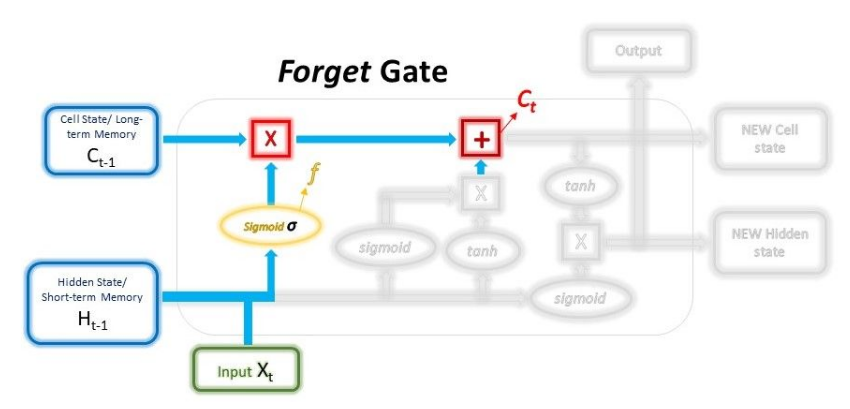 Forget Gate
Output
Cell State/ Long-
term Memory
C_{t-1}
X
+
C_t
NEW Cell
state
f
Sigmoid σ
X
tanh
sigmoid
tanh
X
NEW Hidden
state
Hidden State/
Short-term Memory
H_{t-1}
sigmoid
Input X_t